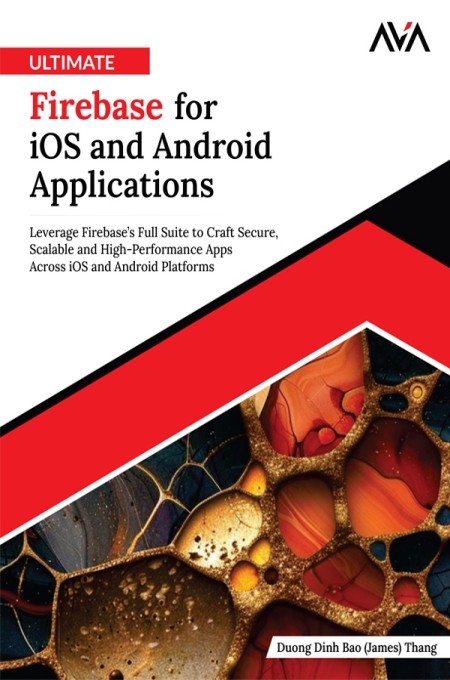 AVA
ULTIMATE
Firebase for
iOS and Android
Applications
Leverage Firebase's Full Suite to Craft Secure,
Scalable and High-Performance Apps
Across iOS and Android Platforms
Duong Dinh Bao (James) Thang